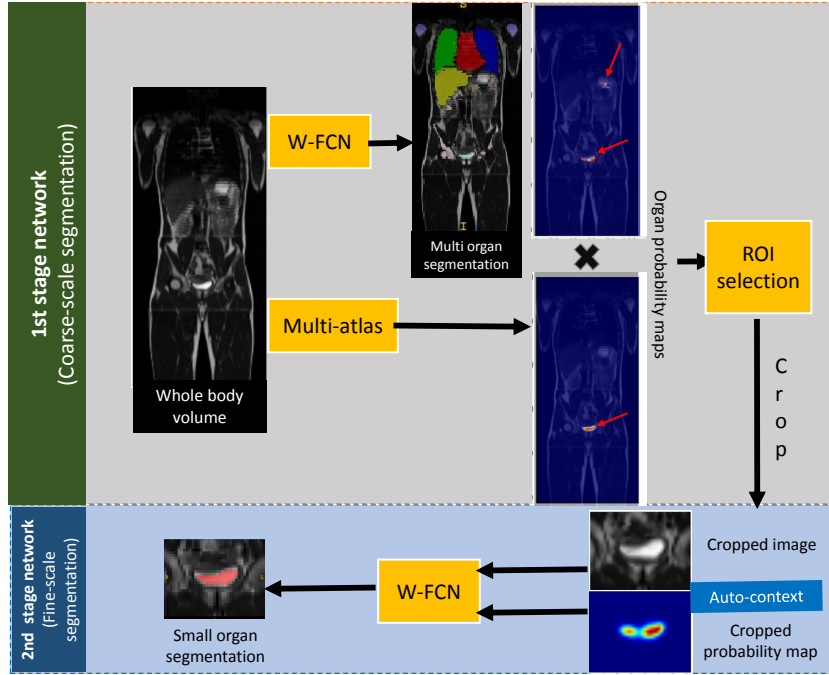 1st stage network
(Coarse-scale segmentation)
S
W-FCN
I
Multi organ
segmentation
Multi-atlas
Whole body
volume
Organ probability maps
ROI
selection
Crop
2nd stage network
(Fine-scale
segmentation)
Cropped image
W-FCN
Auto-context
Small organ
segmentation
Cropped
probability map